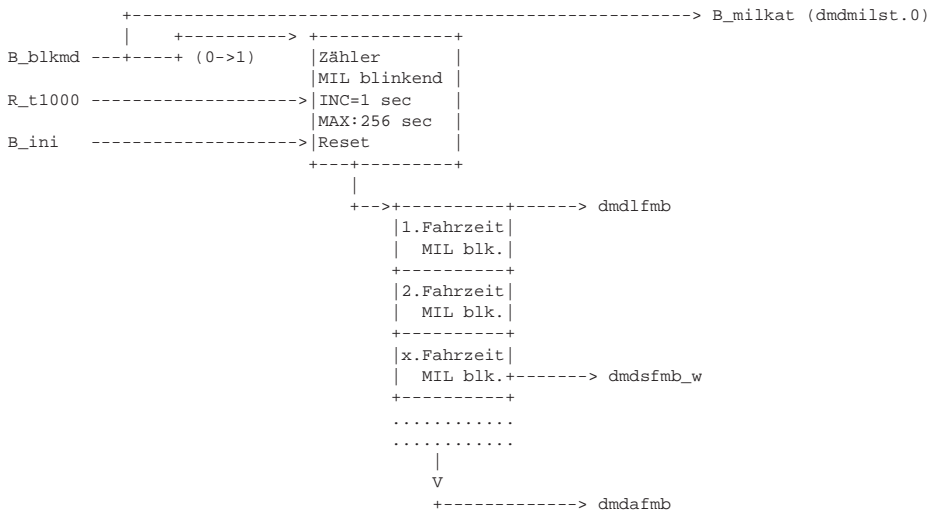 B_milkat (dmdmilst.0)
B_blkmd (0->1) Zähler
MIL blinkend
R_t1000 INC=1 sec
MAX:256 sec
B_ini Reset
dmdlfmb
1.Fahrzeit
MIL blk.
2.Fahrzeit
MIL blk.
x.Fahrzeit
MIL blk. dmdsfmb_w
............
............
V
dmdafmb